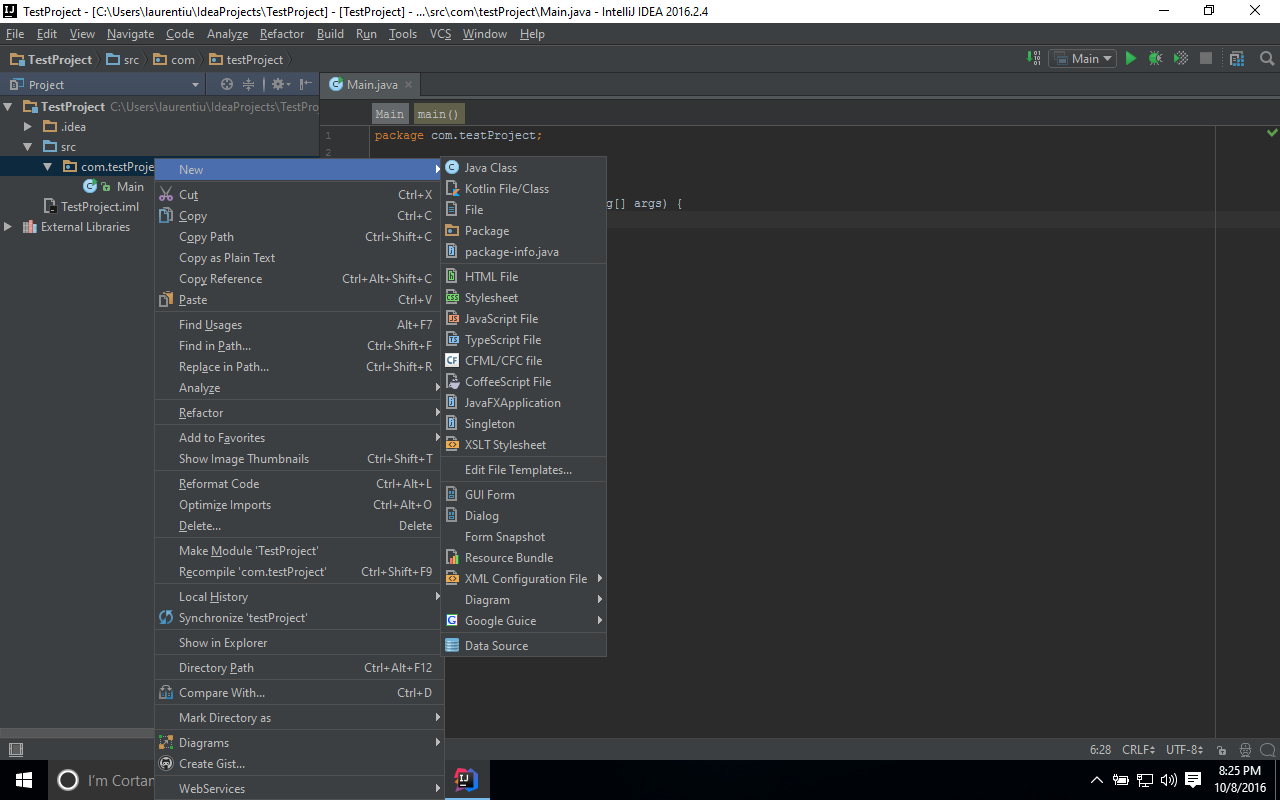 TestProject - [C:\Users\laurentiu\IdeaProjects\TestProject] - [TestProject] - ...\src\com\testProject\Main.java - IntelliJ IDEA 2016.2.4
File Edit View Navigate Code Analyze Refactor Build Run Tools VCS Window Help
TestProject src com testProject Main
Project Main.java
TestProject C:\Users\laurentiu\IdeaProjects\TestPro
.idea
src
com.testProje
Main
TestProject.iml
External Libraries
Main main()
1 package com.testProject;
2
g[] args) {
New
Cut Ctrl+X
Copy Ctrl+C
Copy Path Ctrl+Shift+C
Copy as Plain Text
Copy Reference Ctrl+Alt+Shift+C
Paste Ctrl+V
Find Usages Alt+F7
Find in Path... Ctrl+Shift+F
Replace in Path... Ctrl+Shift+R
Analyze
Refactor
Add to Favorites
Show Image Thumbnails Ctrl+Shift+T
Reformat Code Ctrl+Alt+L
Optimize Imports Ctrl+Alt+O
Delete... Delete
Make Module 'TestProject'
Recompile 'com.testProject' Ctrl+Shift+F9
Local History
Synchronize 'testProject'
Show in Explorer
Directory Path Ctrl+Alt+F12
Compare With... Ctrl+D
Mark Directory as
Diagrams
Create Gist...
WebServices
Java Class
Kotlin File/Class
File
Package
package-info.java
HTML File
Stylesheet
JavaScript File
TypeScript File
CFML/CFC file
CoffeeScript File
JavaFXApplication
Singleton
XSLT Stylesheet
Edit File Templates...
GUI Form
Dialog
Form Snapshot
Resource Bundle
XML Configuration File
Diagram
Google Guice
Data Source
6:28 CRLF UTF-8
I'm Cortan
8:25 PM
10/8/2016